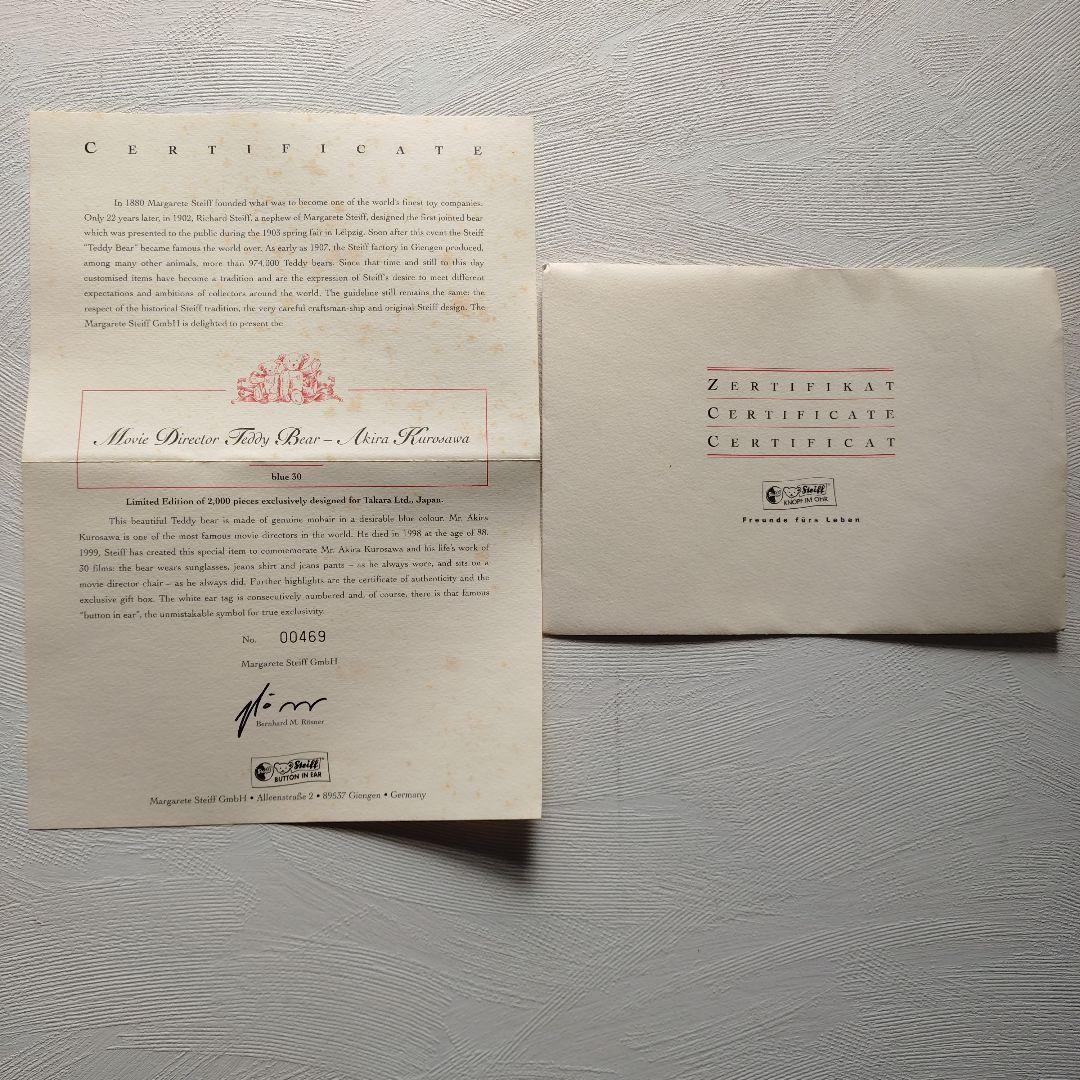 CERTIFICATE
In 1880 Margarete Steiff founded what was to become one of the world's finest toy companies.
Only 22 years later, in 1902, Richard Steiff, a nephew of Margarete Steiff, designed the first jointed bear
which was presented to the public during the 1903 spring fair in Leipzig. Soon after this event the Steiff
"Teddy Bear" became famous the world over. As early as 1907, the Steiff factory in Giengen produced,
among many other animals, more than 974,000 Teddy bears. Since that time and still to this day
customised items have become a tradition and are the expression of Steiff's desire to meet different
expectations and ambitions of collectors around the world. The guideline still remains the same: the
respect of the historical Steiff tradition, the very careful craftsman-ship and original Steiff design. The
Margarete Steiff GmbH is delighted to present the
Movie Director Teddy Bear – Akira Kurosawa
blue 30
Limited Edition of 2,000 pieces exclusively designed for Takara Ltd., Japan.
This beautiful Teddy bear is made of genuine mohair in a desirable blue colour. Mr. Akira
Kurosawa is one of the most famous movie directors in the world. He died in 1998 at the age of 88.
1999, Steiff has created this special item to commemorate Mr. Akira Kurosawa and his life's work of
30 films: the bear wears sunglasses, jeans shirt and jeans pants – as he always wore, and sits on a
movie director chair – as he always did. Further highlights are the certificate of authenticity and the
exclusive gift box. The white ear tag is consecutively numbered and, of course, there is that famous
"button in ear", the unmistakable symbol for true exclusivity.
No. 00469
Margarete Steiff GmbH
Bernhard M. Rösner
Steiff
BUTTON IN EAR
Margarete Steiff GmbH • Alleenstraße 2 • 89537 Giengen • Germany
ZERTIFIKAT
CERTIFICATE
CERTIFICAT
Steiff
KNOPF IM OHR
Freunde fürs Leben